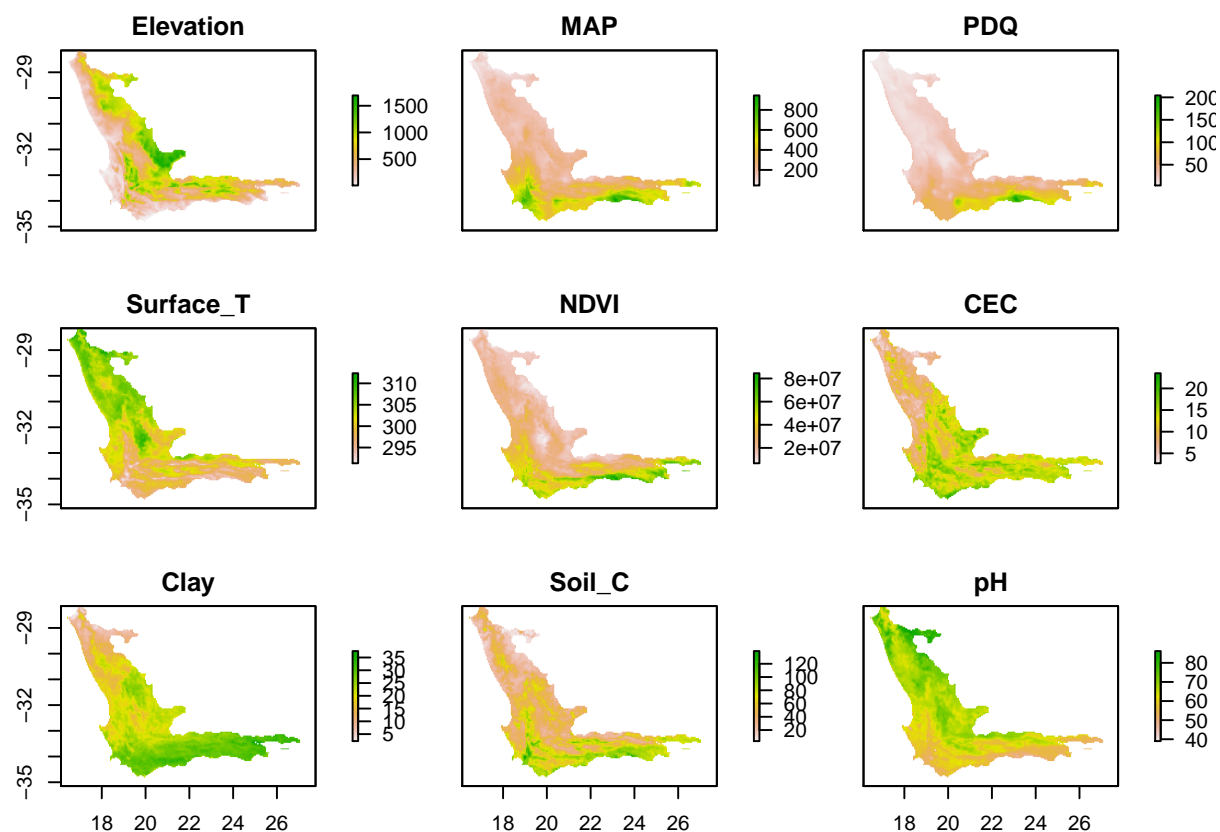 Elevation
MAP
PDQ
−29
−32
−35
1500
1000
500
800
600
400
200
200
150
100
50
Surface_T
NDVI
CEC
−29
−32
−35
310
305
300
295
8e+07
6e+07
4e+07
2e+07
20
15
10
5
Clay
Soil_C
pH
−29
−32
−35
35
30
25
20
15
10
5
120
100
80
60
40
20
80
70
60
50
40
18 20 22 24 26
18 20 22 24 26
18 20 22 24 26